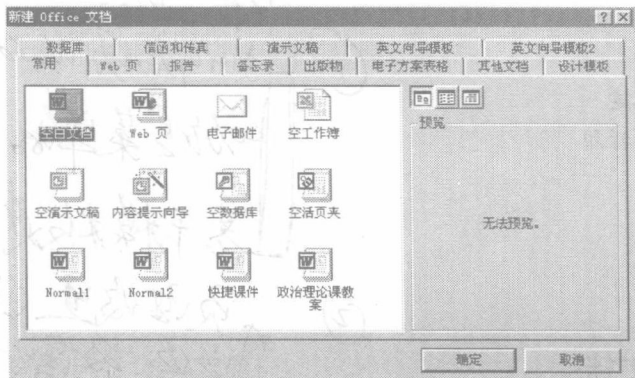 新建 Office 文档
数据库 信函和传真 演示文稿 英文向导模板 英文向导模板2
常用 Web 页 报告 备忘录 出版物 电子方案表格 其他文档 设计模板
空白文档 Web 页 电子邮件 空工作簿
预览
空演示文稿 内容提示向导 空数据库 空活页夹
无法预览。
Normal1 Normal2 快捷课件 政治理论课教
案
确定 取消